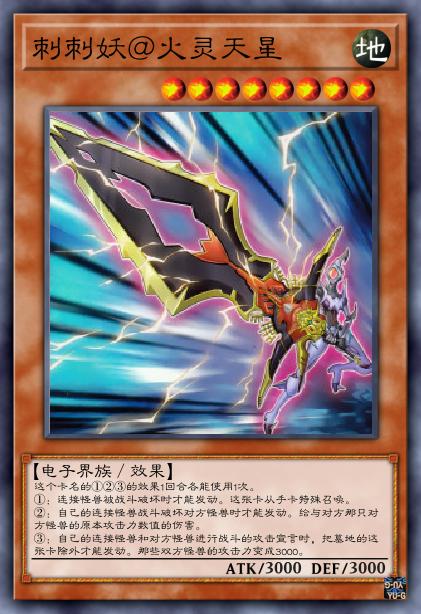 刺刺妖@火灵天星
地
【电子界族/效果】
这个卡名的①②③的效果1回合各能使用1次。
①：连接怪兽被战斗破坏时才能发动。这张卡从手卡特殊召唤。
②：自己的连接怪兽战斗破坏对方怪兽时才能发动。给与对方那只对
方怪兽的原本攻击力数值的伤害。
③：自己的连接怪兽和对方怪兽进行战斗的攻击宣言时，把墓地的这
张卡除外才能发动。那些双方怪兽的攻击力变成3000。
ATK/3000 DEF/3000